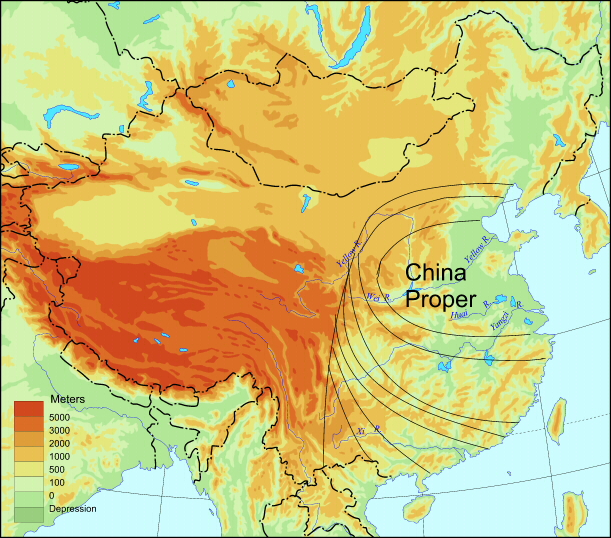 Yellow R.
Yellow R.
China
Proper
Wei R.
Huai R.
Yangzi R.
Xi R.
Meters
5000
3000
2000
1000
500
100
0
Depression